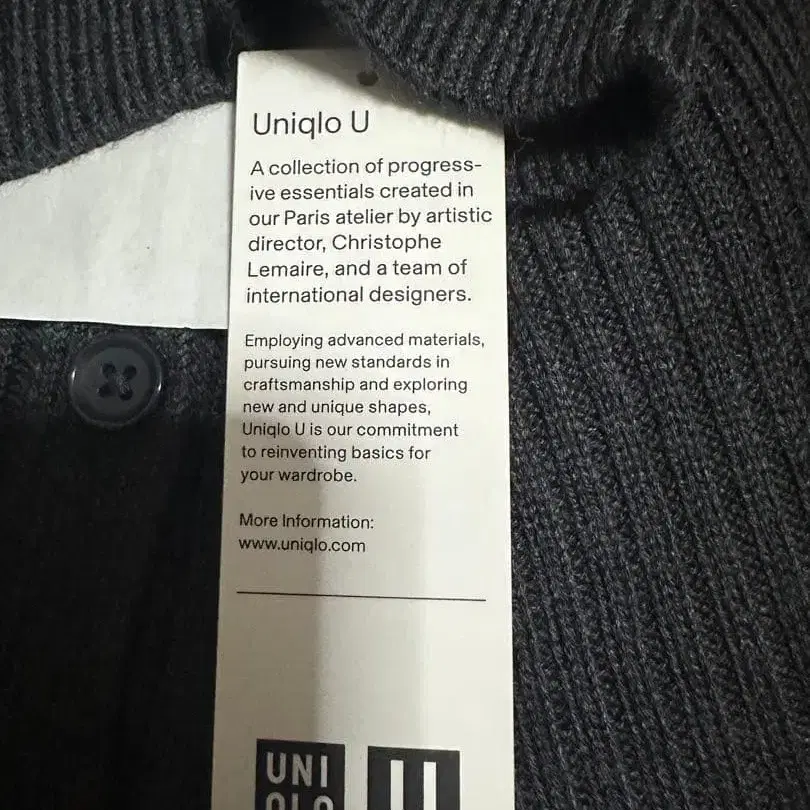 Uniqlo U
A collection of progress-
ive essentials created in
our Paris atelier by artistic
director, Christophe
Lemaire, and a team of
international designers.
Employing advanced materials,
pursuing new standards in
craftsmanship and exploring
new and unique shapes,
Uniqlo U is our commitment
to reinventing basics for
your wardrobe.
More Information:
www.uniqlo.com
UNI
QLO
U